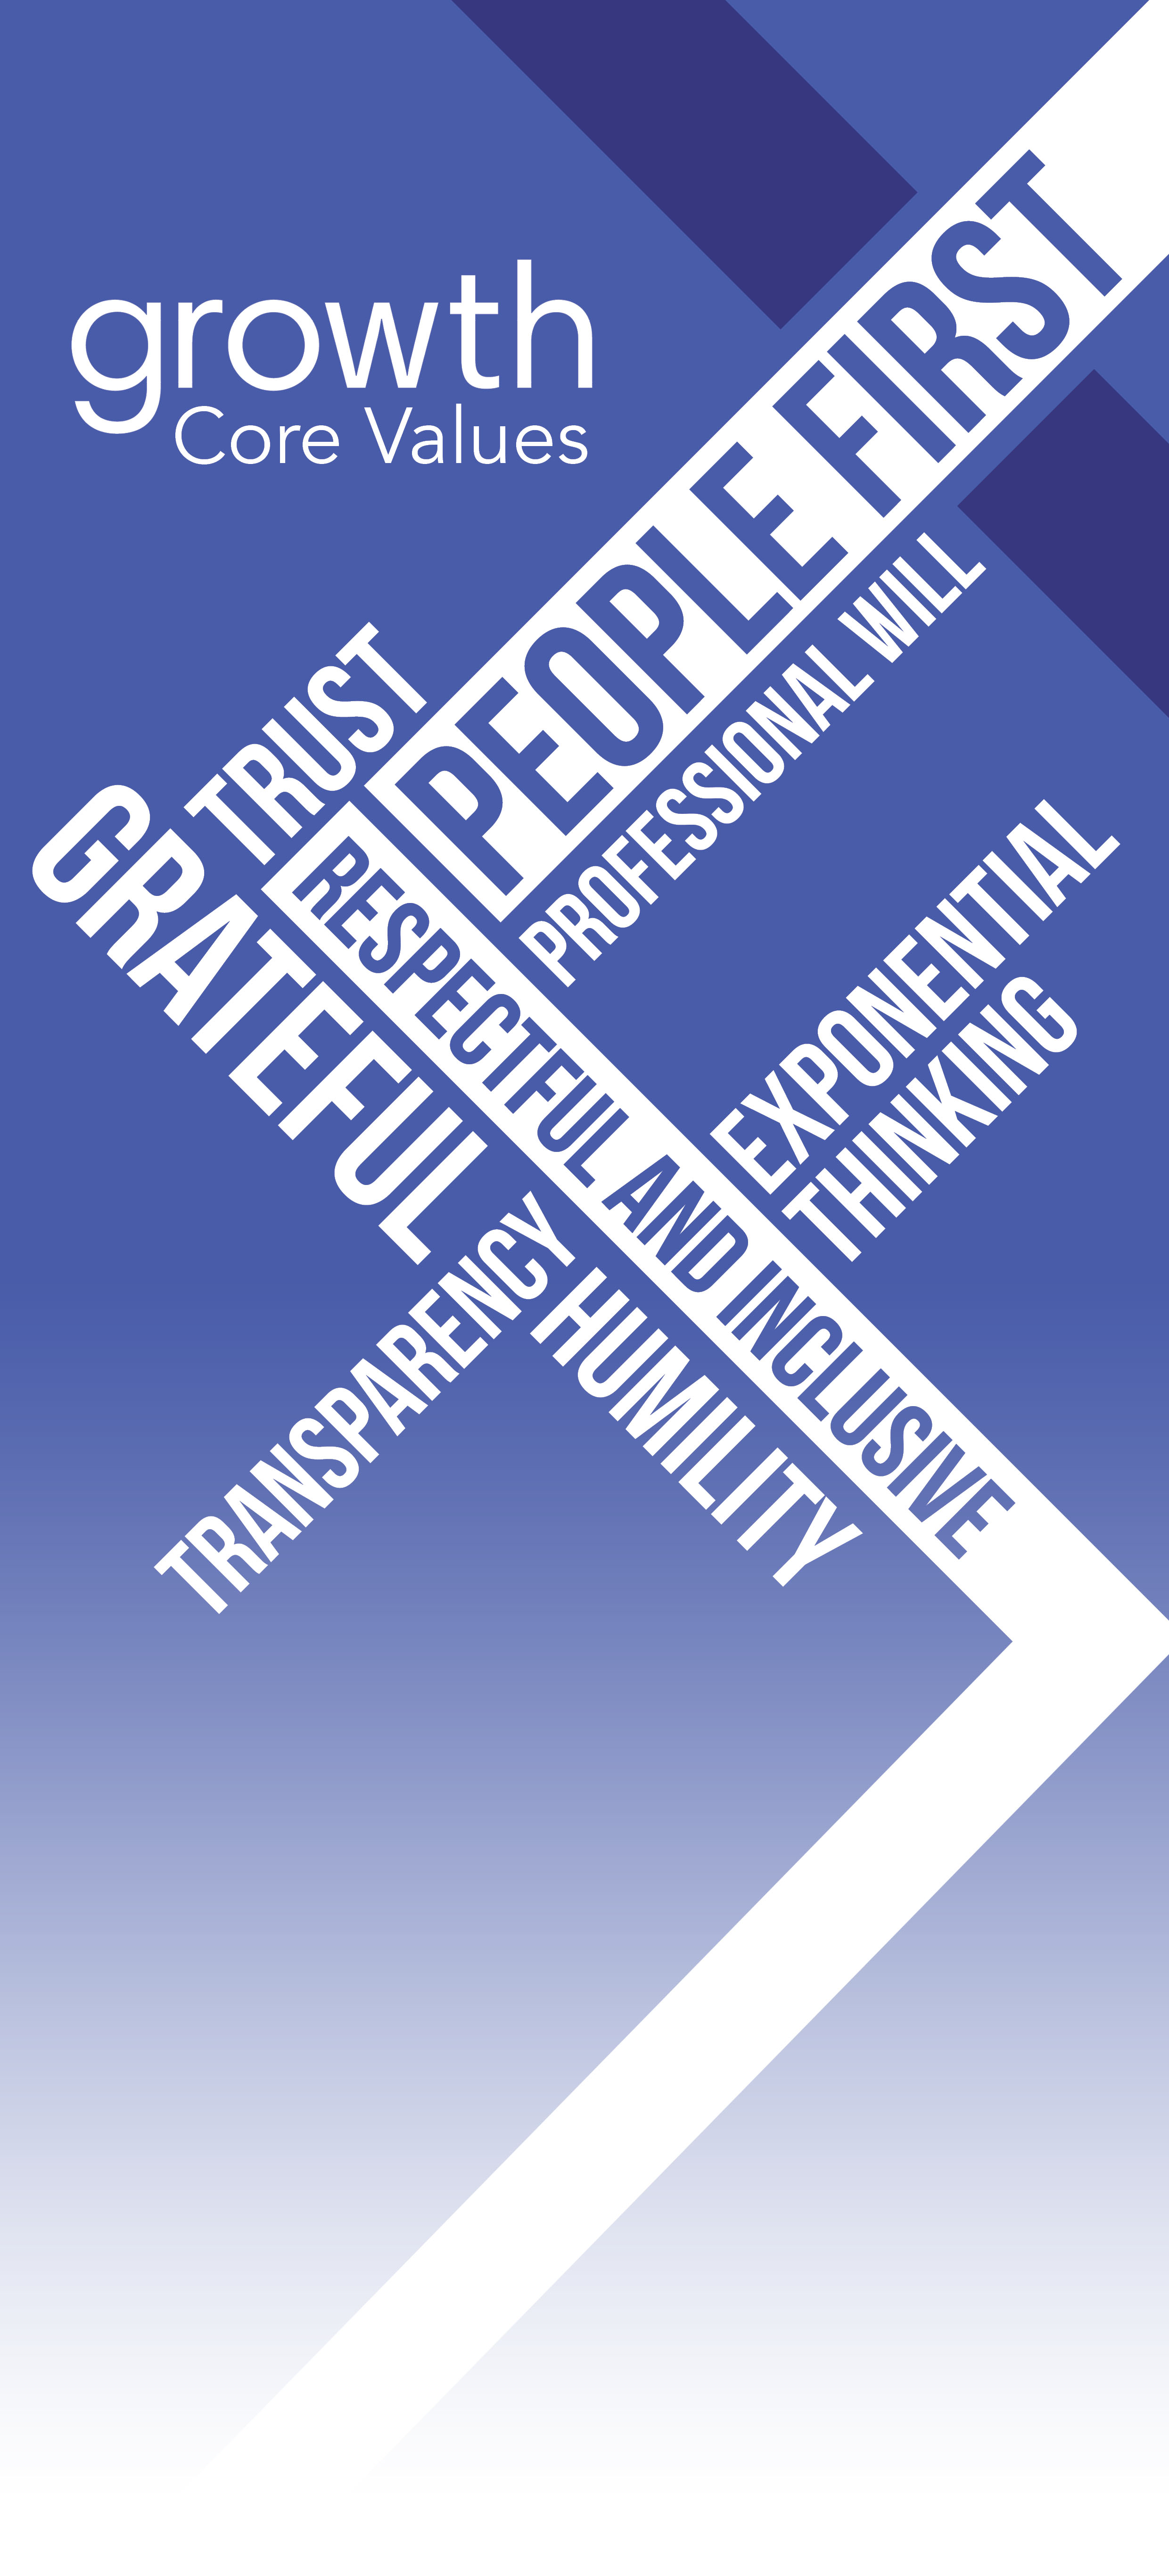 growth
Core Values
PEOPLE FIRST
TRUST
PROFESSIONAL WILL
GRATEFUL
RESPECTFUL AND INCLUSIVE
EXPONENTIAL
THINKING
TRANSPARENCY
HUMILITY